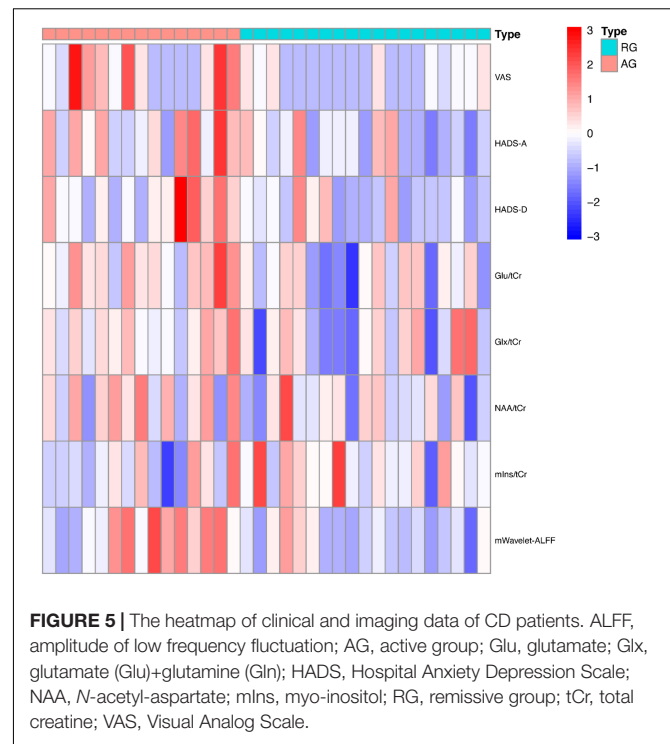 Type
VAS
HADS-A
HADS-D
Glu/tCr
Glx/tCr
NAA/tCr
mIns/tCr
mWavelet-ALFF
3
2
1
0
−1
−2
−3
Type
RG
AG
FIGURE 5 | The heatmap of clinical and imaging data of CD patients. ALFF,
amplitude of low frequency fluctuation; AG, active group; Glu, glutamate; Glx,
glutamate (Glu)+glutamine (Gln); HADS, Hospital Anxiety Depression Scale;
NAA, N-acetyl-aspartate; mIns, myo-inositol; RG, remissive group; tCr, total
creatine; VAS, Visual Analog Scale.